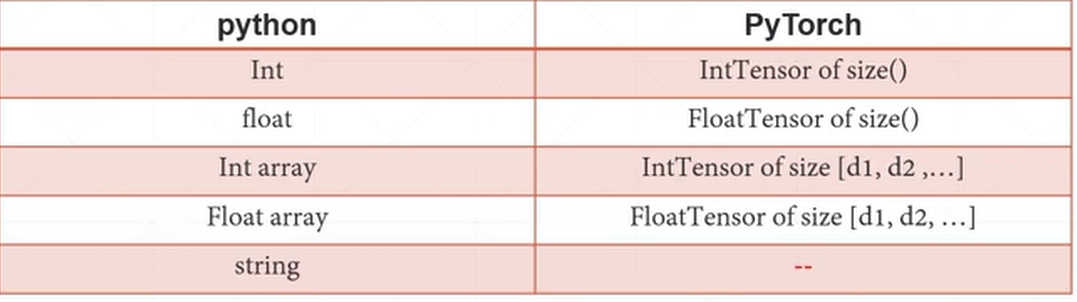 python PyTorch
Int IntTensor of size()
float FloatTensor of size()
Int array IntTensor of size [d1, d2 ,…]
Float array FloatTensor of size [d1, d2, …]
string --